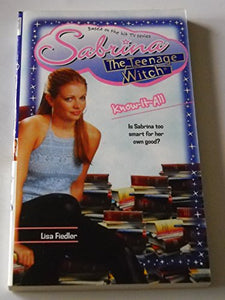 Based on the hit TV series
Sabrina
The Teenage
Witch
Know-It-All
Is Sabrina too
smart for her
own good?
Lisa Fiedler